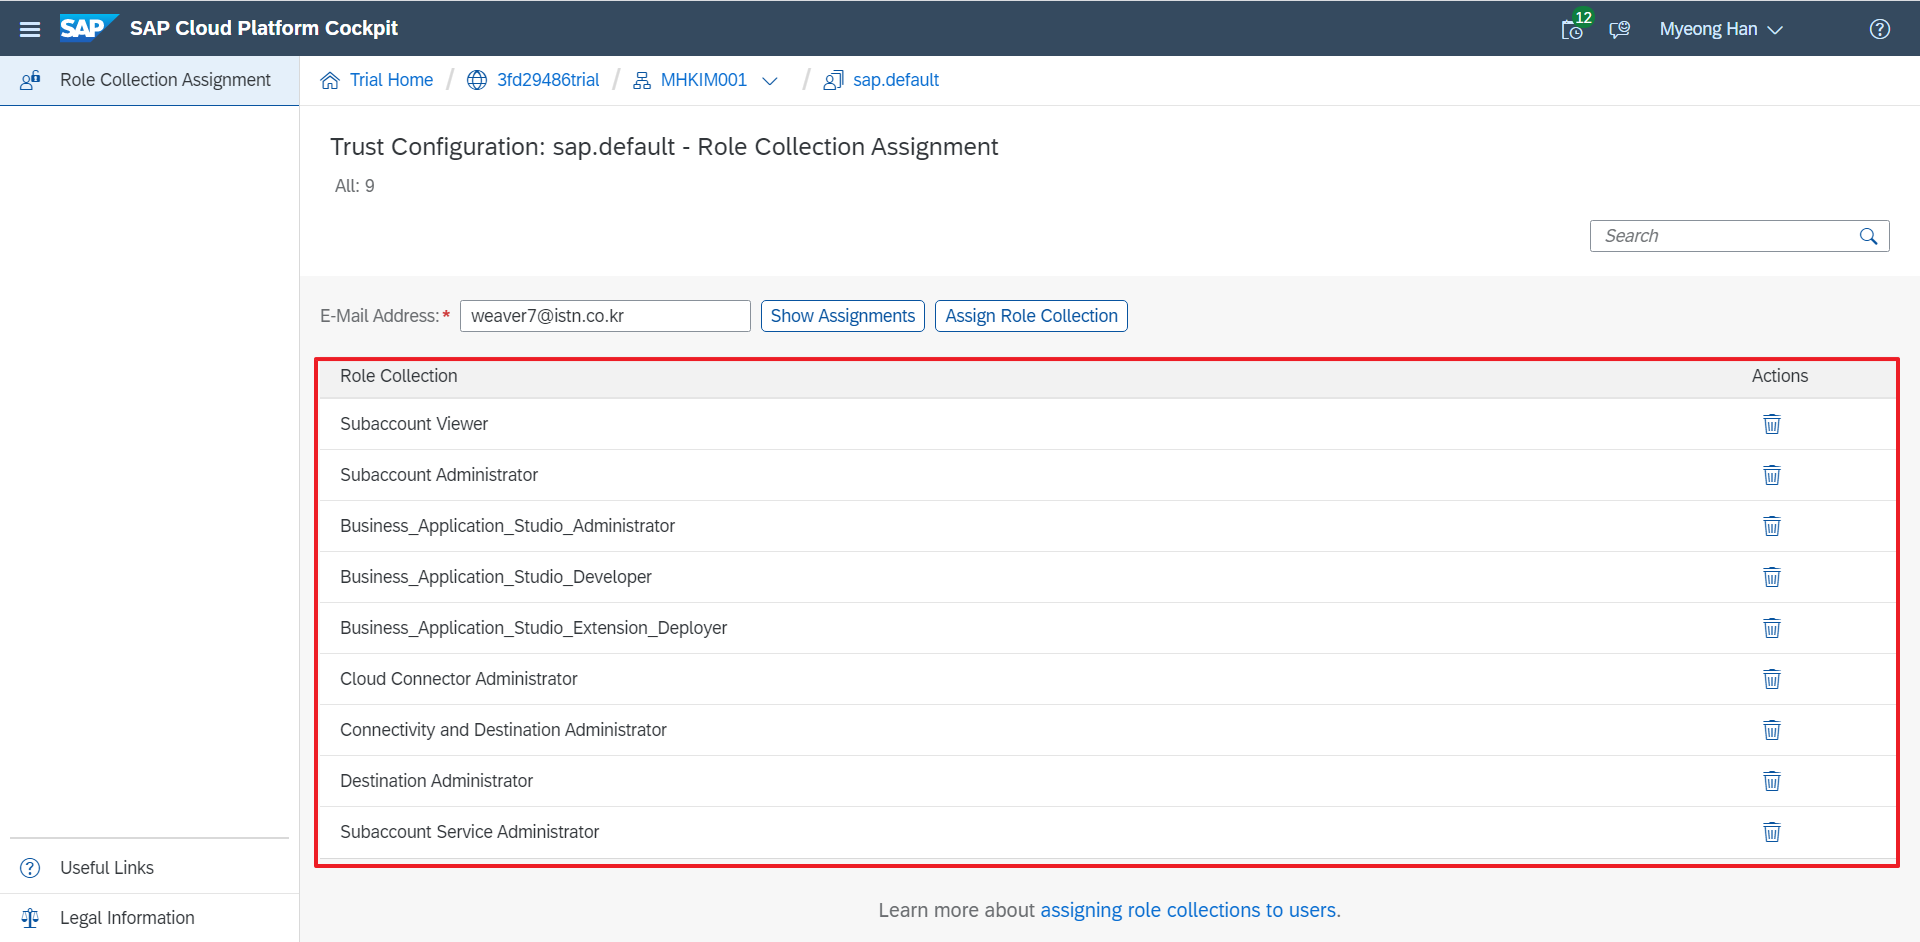 SAP SAP Cloud Platform Cockpit 12 Myeong Han
Role Collection Assignment
Trial Home / 3fd29486trial / MHKIM001 / sap.default
Trust Configuration: sap.default - Role Collection Assignment
All: 9
Search
E-Mail Address:* weaver7@istn.co.kr Show Assignments Assign Role Collection
Role Collection Actions
Subaccount Viewer
Subaccount Administrator
Business_Application_Studio_Administrator
Business_Application_Studio_Developer
Business_Application_Studio_Extension_Deployer
Cloud Connector Administrator
Connectivity and Destination Administrator
Destination Administrator
Subaccount Service Administrator
Useful Links
Legal Information
Learn more about assigning role collections to users.